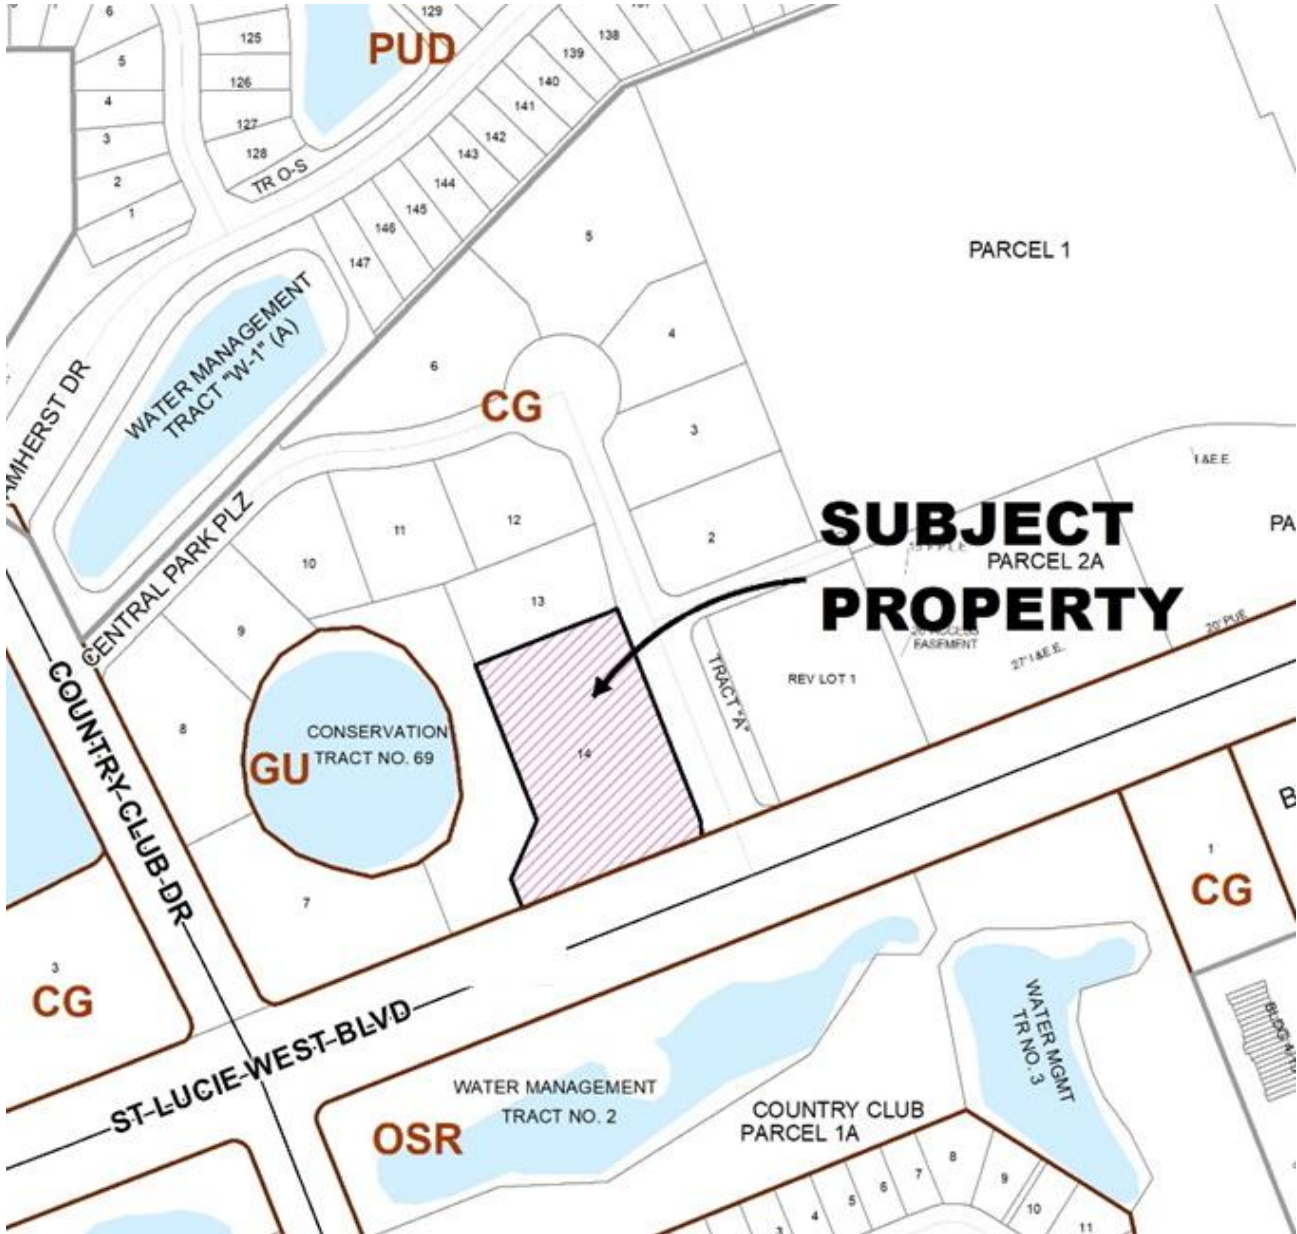 6
129
125
PUD
138
139
5
126
140
4
141
127
3
142
128
143
TR O-S
144
2
145
1
146
147
5
PARCEL 1
WATER MANAGEMENT
TRACT "W-1" (A)
4
6
AMHERST DR
CG
3
I.&E.E.
CENTRAL PARK PLZ
11
12
2
SUBJECT
PARCEL 2A
PA
10
13
PROPERTY
EASEMENT
20' PUE
27' I.&E.E.
9
COUNTRY-CLUB-DR
TRACT "A"
REV LOT 1
8
CONSERVATION
TRACT NO. 69
14
GU
B
1
CG
7
3
CG
ST-LUCIE-WEST-BLVD
WATER MGMT
TR NO. 3
WATER MANAGEMENT
TRACT NO. 2
OSR
COUNTRY CLUB
PARCEL 1A
8
7
9
6
5
10
4
11
3